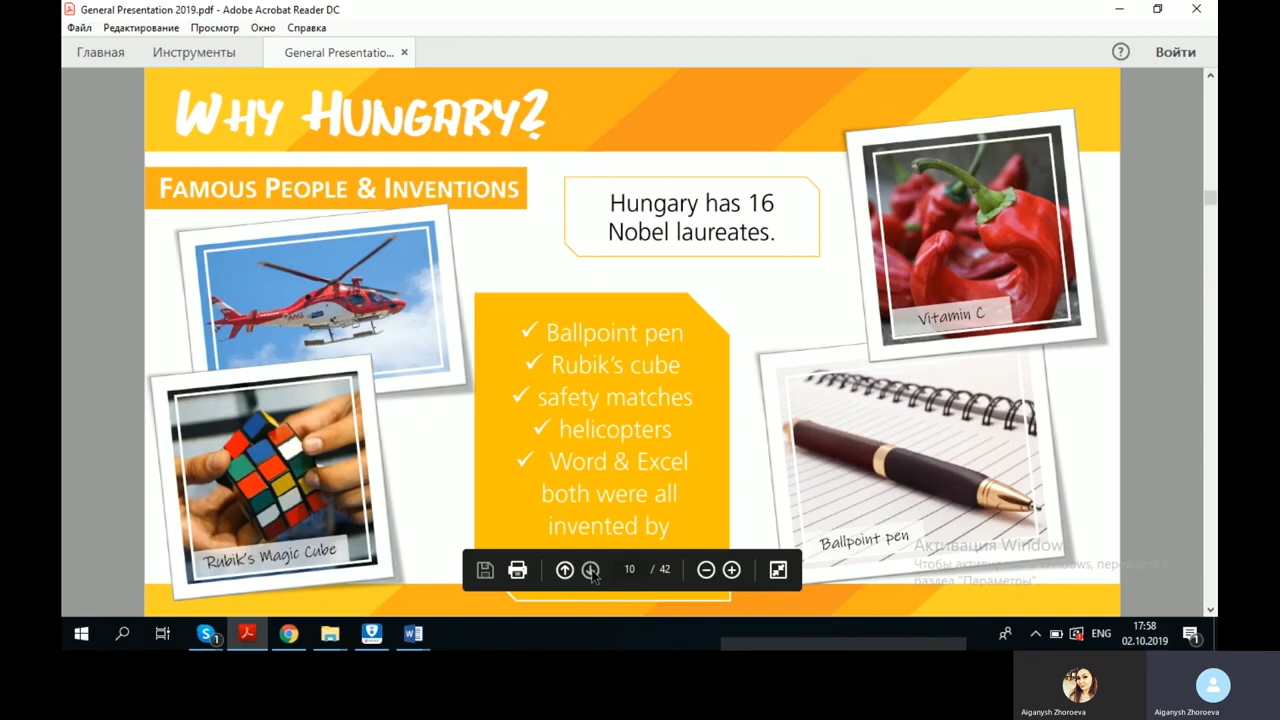 General Presentation 2019.pdf - Adobe Acrobat Reader DC
Файл Редактирование Просмотр Окно Справка
Главная Инструменты General Presentatio... Войти
WHY HUNGARY?
FAMOUS PEOPLE & INVENTIONS
Hungary has 16
Nobel laureates.
Vitamin C
✓ Ballpoint pen
✓ Rubik's cube
✓ safety matches
✓ helicopters
✓ Word & Excel
both were all
invented by
Rubik's Magic Cube
Ballpoint pen
Активация Window
раздел "Параметры".
10 / 42
17:58
ENG
02.10.2019
Aiganysh Zhoroeva Aiganysh Zhoroeva